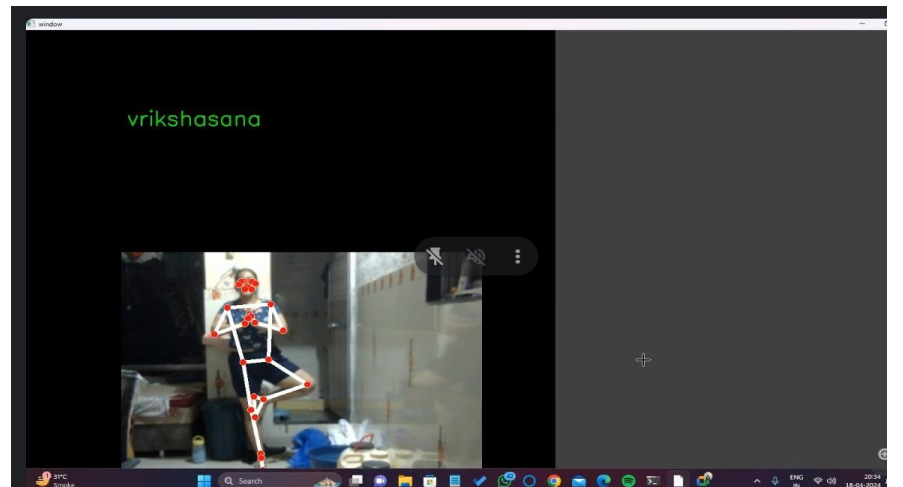 window
vrikshasana
31°C
Smoke
Search
ENG
IN
20:34
18-04-2024